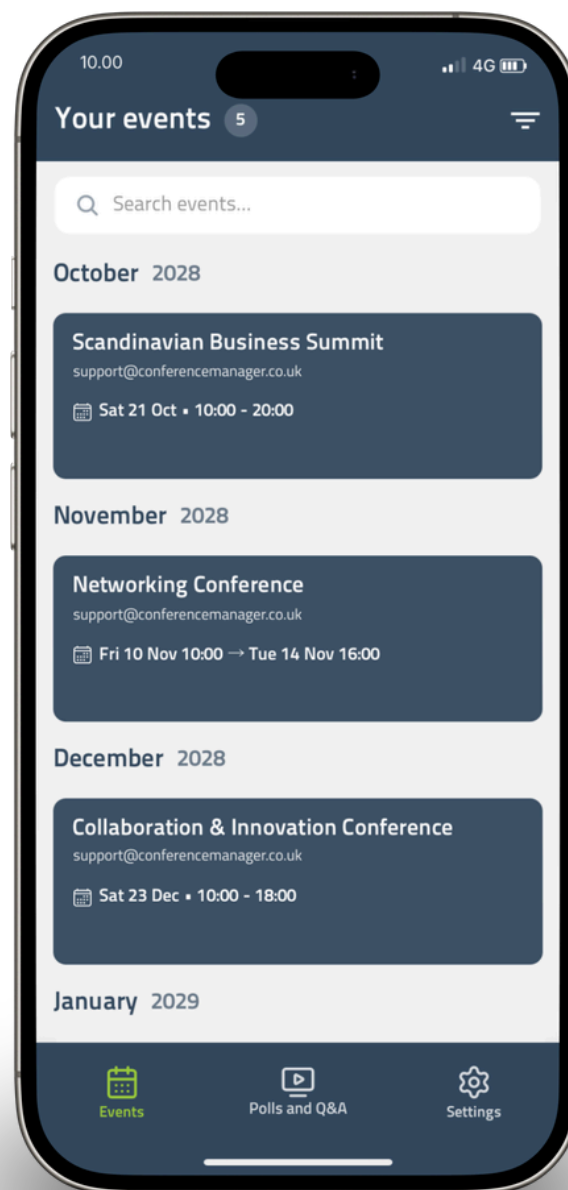 10.00
4G
Your events 5
Search events...
October 2028
Scandinavian Business Summit
support@conferencemanager.co.uk
Sat 21 Oct • 10:00 - 20:00
November 2028
Networking Conference
support@conferencemanager.co.uk
Fri 10 Nov 10:00 → Tue 14 Nov 16:00
December 2028
Collaboration & Innovation Conference
support@conferencemanager.co.uk
Sat 23 Dec • 10:00 - 18:00
January 2029
Events
Polls and Q&A
Settings